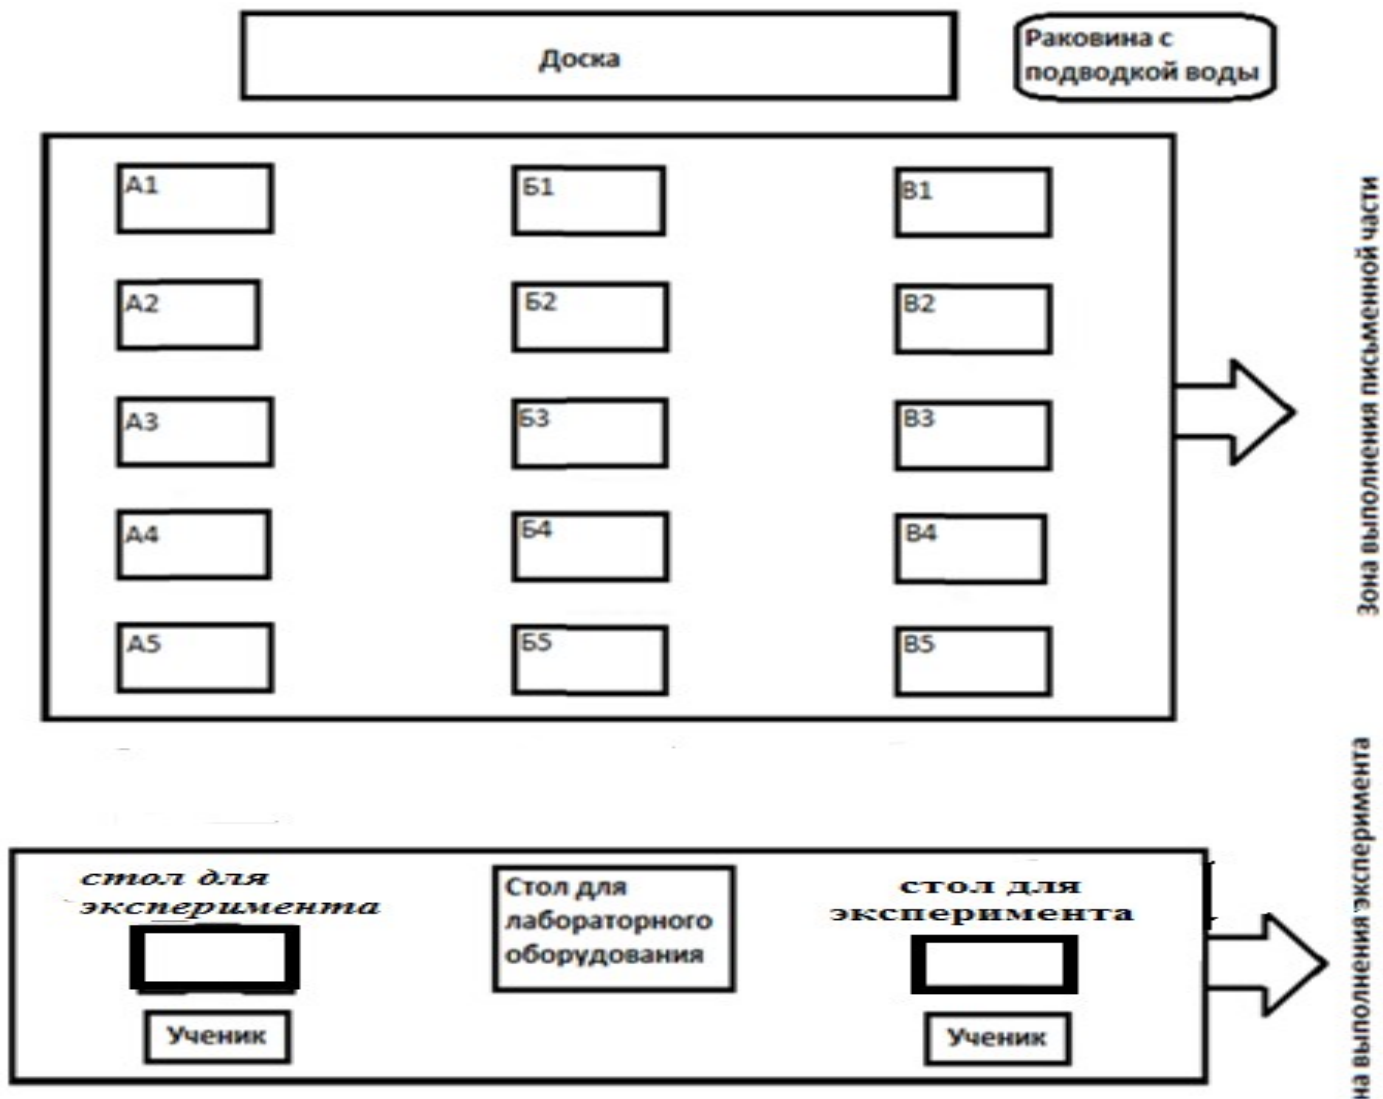 Доска
Раковина с
подводкой воды
А1
Б1
В1
А2
Б2
В2
А3
Б3
В3
А4
Б4
В4
А5
Б5
В5
Зона выполнения письменной части
стол для
эксперимента
Стол для
лабораторного
оборудования
стол для
эксперимента
Ученик
Ученик
на выполнения эксперимента